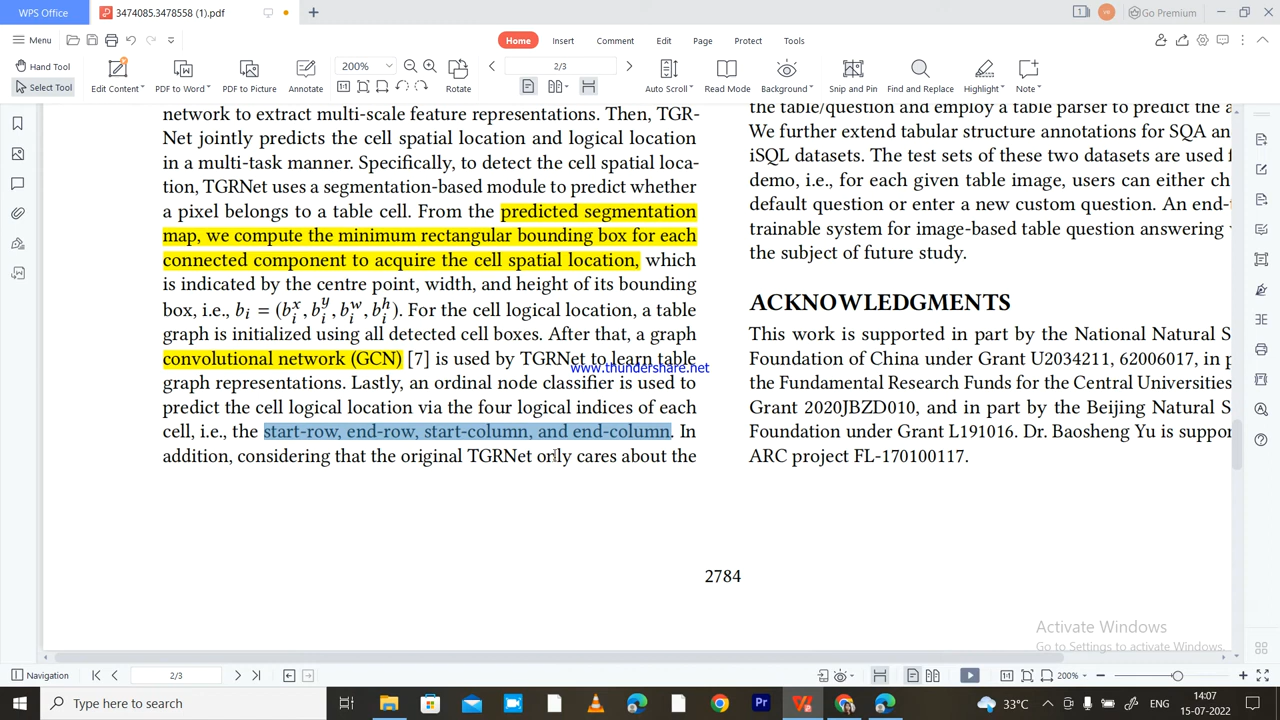 WPS Office
3474085.3478558 (1).pdf
Go Premium
Menu
Home
Insert
Comment
Edit
Page
Protect
Tools
Hand Tool
Select Tool
Edit Content
PDF to Word
PDF to Picture
Annotate
200%
Rotate
2/3
Auto Scroll
Read Mode
Background
Snip and Pin
Find and Replace
Highlight
Note
network to extract multi-scale feature representations. Then, TGR-
Net jointly predicts the cell spatial location and logical location
in a multi-task manner. Specifically, to detect the cell spatial loca-
tion, TGRNet uses a segmentation-based module to predict whether
a pixel belongs to a table cell. From the predicted segmentation
map, we compute the minimum rectangular bounding box for each
connected component to acquire the cell spatial location, which
is indicated by the centre point, width, and height of its bounding
box, i.e., b_i = (b_i^x, b_i^y, b_i^w, b_i^h). For the cell logical location, a table
graph is initialized using all detected cell boxes. After that, a graph
convolutional network (GCN) [7] is used by TGRNet to learn table
graph representations. Lastly, an ordinal node classifier is used to
predict the cell logical location via the four logical indices of each
cell, i.e., the start-row, end-row, start-column, and end-column. In
addition, considering that the original TGRNet only cares about the
the table/question and employ a table parser to predict the a
We further extend tabular structure annotations for SQA an
iSQL datasets. The test sets of these two datasets are used f
demo, i.e., for each given table image, users can either ch
default question or enter a new custom question. An end-t
trainable system for image-based table question answering
the subject of future study.
ACKNOWLEDGMENTS
This work is supported in part by the National Natural S
Foundation of China under Grant U2034211, 62006017, in p
the Fundamental Research Funds for the Central Universities
Grant 2020JBZD010, and in part by the Beijing Natural S
Foundation under Grant L191016. Dr. Baosheng Yu is suppor
ARC project FL-170100117.
www.thundershare.net
2784
Activate Windows
Go to Settings to activate Windows.
Navigation
2/3
200%
Type here to search
33°C
ENG
14:07
15-07-2022